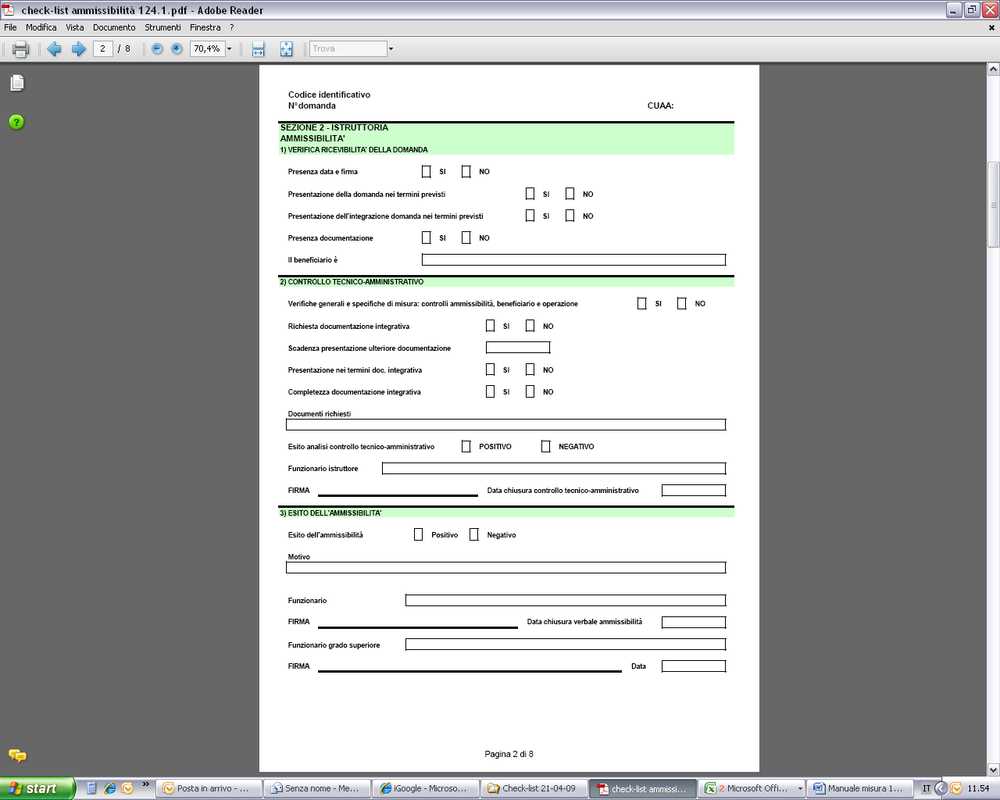 check-list ammissibilità 124.1.pdf - Adobe Reader
File Modifica Vista Documento Strumenti Finestra ?
2 / 8 70,4% Trova
Codice identificativo
N°domanda CUAA:
SEZIONE 2 - ISTRUTTORIA
AMMISSIBILITA'
1) VERIFICA RICEVIBILITA' DELLA DOMANDA
Presenza data e firma SI NO
Presentazione della domanda nei termini previsti SI NO
Presentazione dell'integrazione domanda nei termini previsti SI NO
Presenza documentazione SI NO
Il beneficiario è
2) CONTROLLO TECNICO-AMMINISTRATIVO
Verifiche generali e specifiche di misura: controlli ammissibilità, beneficiario e operazione SI NO
Richiesta documentazione integrativa SI NO
Scadenza presentazione ulteriore documentazione
Presentazione nei termini doc. integrativa SI NO
Completezza documentazione integrativa SI NO
Documenti richiesti
Esito analisi controllo tecnico-amministrativo POSITIVO NEGATIVO
Funzionario istruttore
FIRMA Data chiusura controllo tecnico-amministrativo
3) ESITO DELL'AMMISSIBILITA'
Esito dell'ammissibilità Positivo Negativo
Motivo
Funzionario
FIRMA Data chiusura verbale ammissibilità
Funzionario grado superiore
FIRMA Data
Pagina 2 di 8
start » Posta in arrivo - ... Senza nome - Me... iGoogle - Microso... Check-list 21-04-09 check-list ammissi... 2 Microsoft Offi... Manuale misura 1... IT 11.54